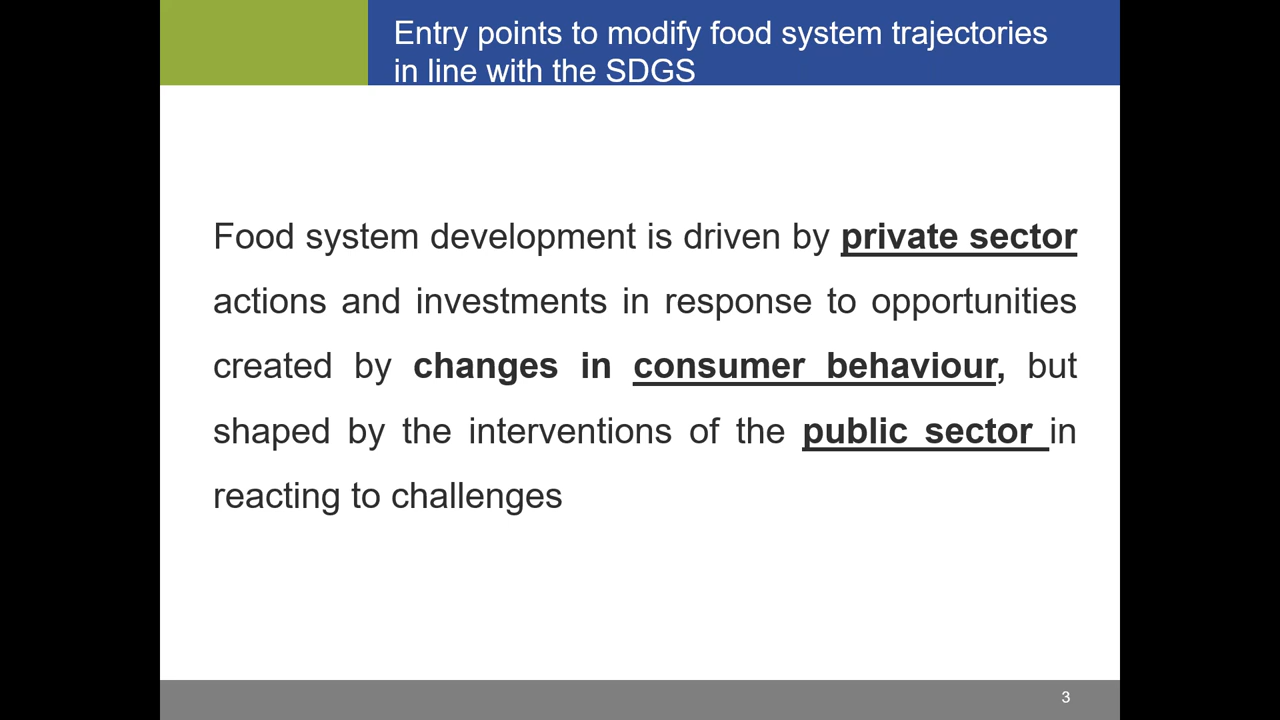 Entry points to modify food system trajectories
in line with the SDGS
Food system development is driven by private sector
actions and investments in response to opportunities
created by changes in consumer behaviour, but
shaped by the interventions of the public sector in
reacting to challenges
3